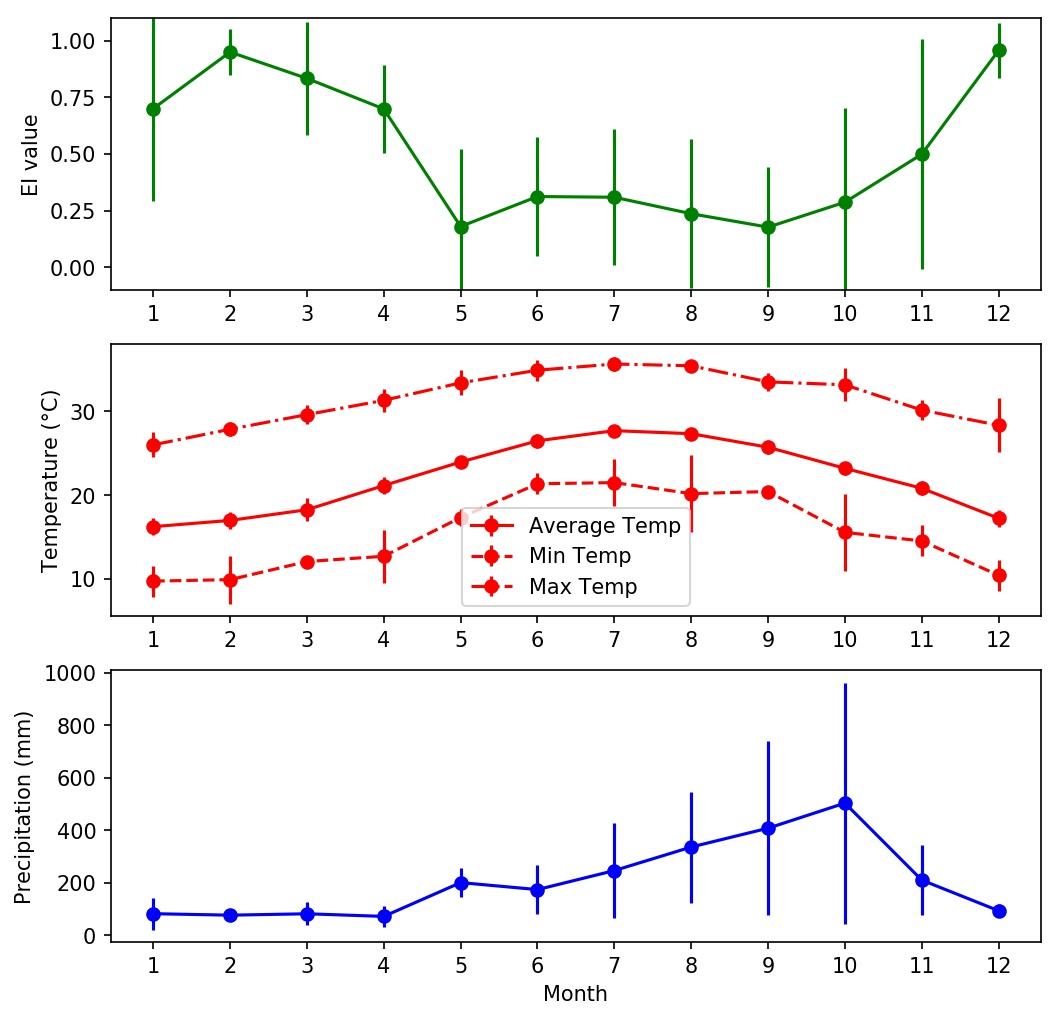 EI value
1.00
0.75
0.50
0.25
0.00
1 2 3 4 5 6 7 8 9 10 11 12
Temperature (°C)
30
20
10
Average Temp
Min Temp
Max Temp
1 2 3 4 5 6 7 8 9 10 11 12
Precipitation (mm)
1000
800
600
400
200
0
1 2 3 4 5 6 7 8 9 10 11 12
Month